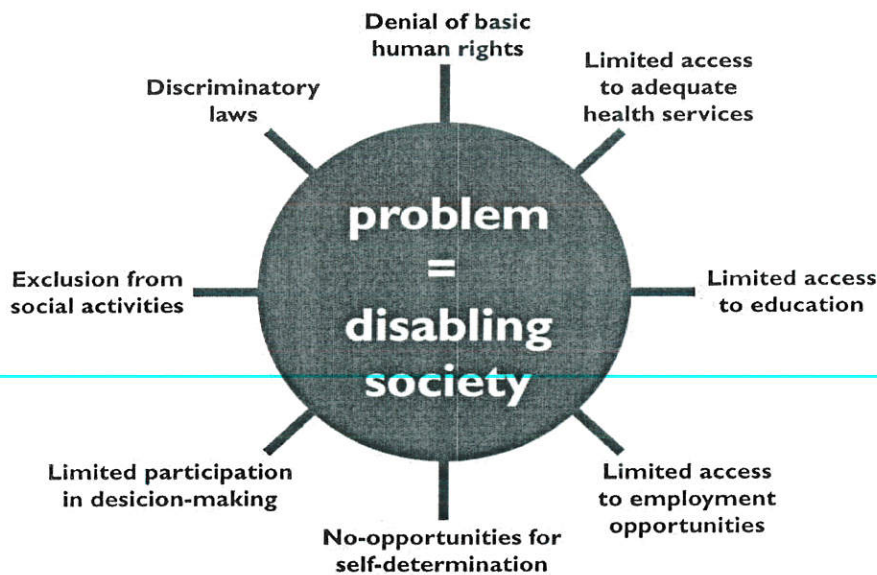 Denial of basic
human rights
Limited access
to adequate
health services
Discriminatory
laws
problem
=
disabling
society
Exclusion from
social activities
Limited access
to education
Limited participation
in desicion-making
Limited access
to employment
opportunities
No-opportunities for
self-determination